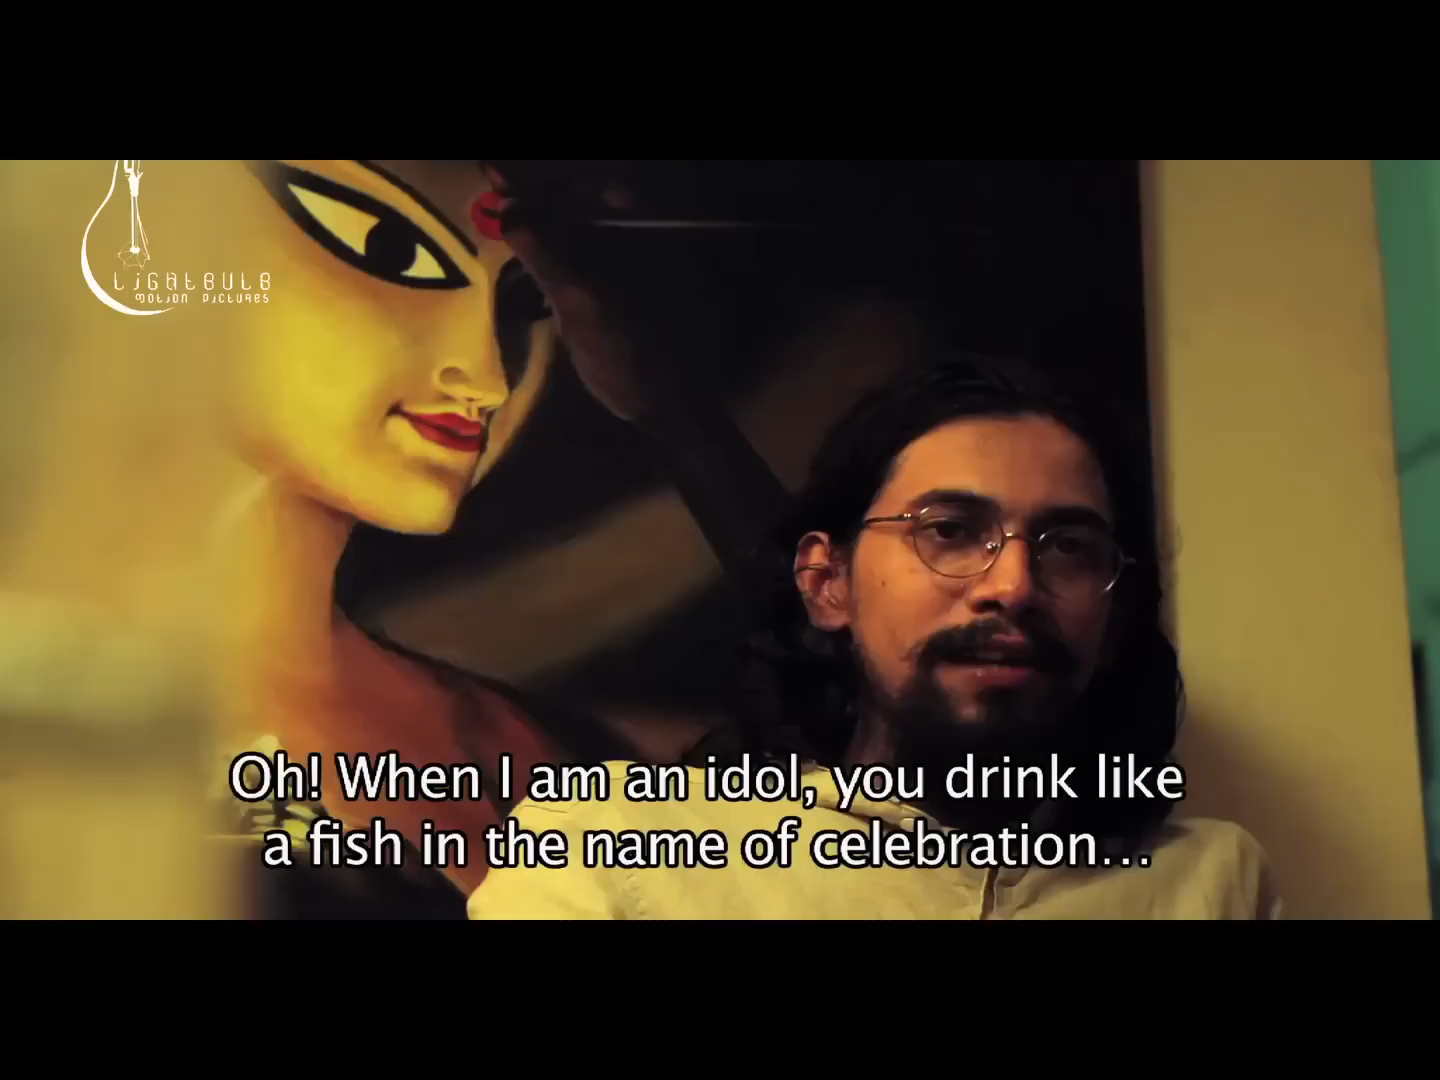 LIGHTBULB
MOTION PICTURES
Oh! When I am an idol, you drink like
a fish in the name of celebration...